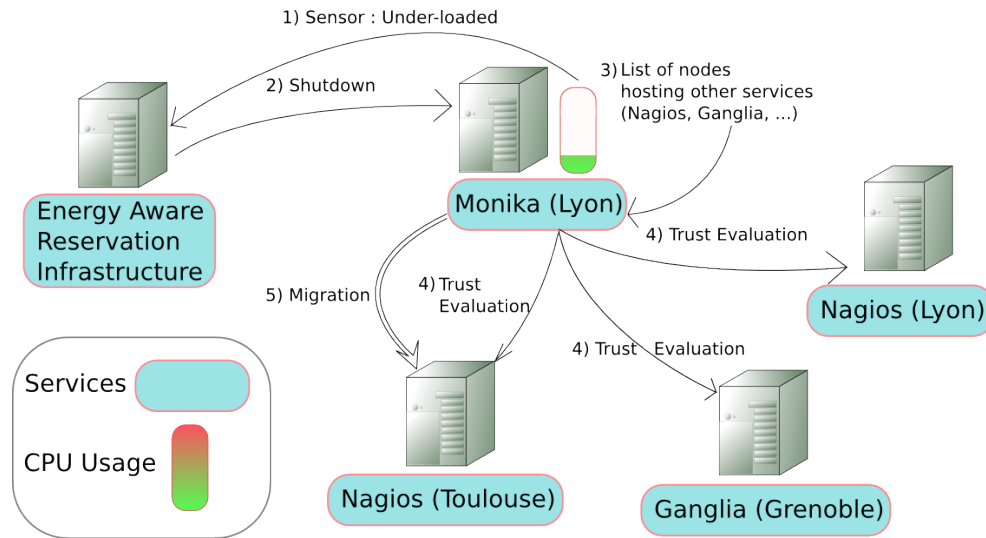 1) Sensor : Under-loaded
2) Shutdown
3) List of nodes
hosting other services
(Nagios, Ganglia, ...)
Energy Aware
Reservation
Infrastructure
Monika (Lyon)
4) Trust Evaluation
Nagios (Lyon)
5) Migration
4) Trust
Evaluation
4) Trust Evaluation
Nagios (Toulouse)
Ganglia (Grenoble)
Services
CPU Usage